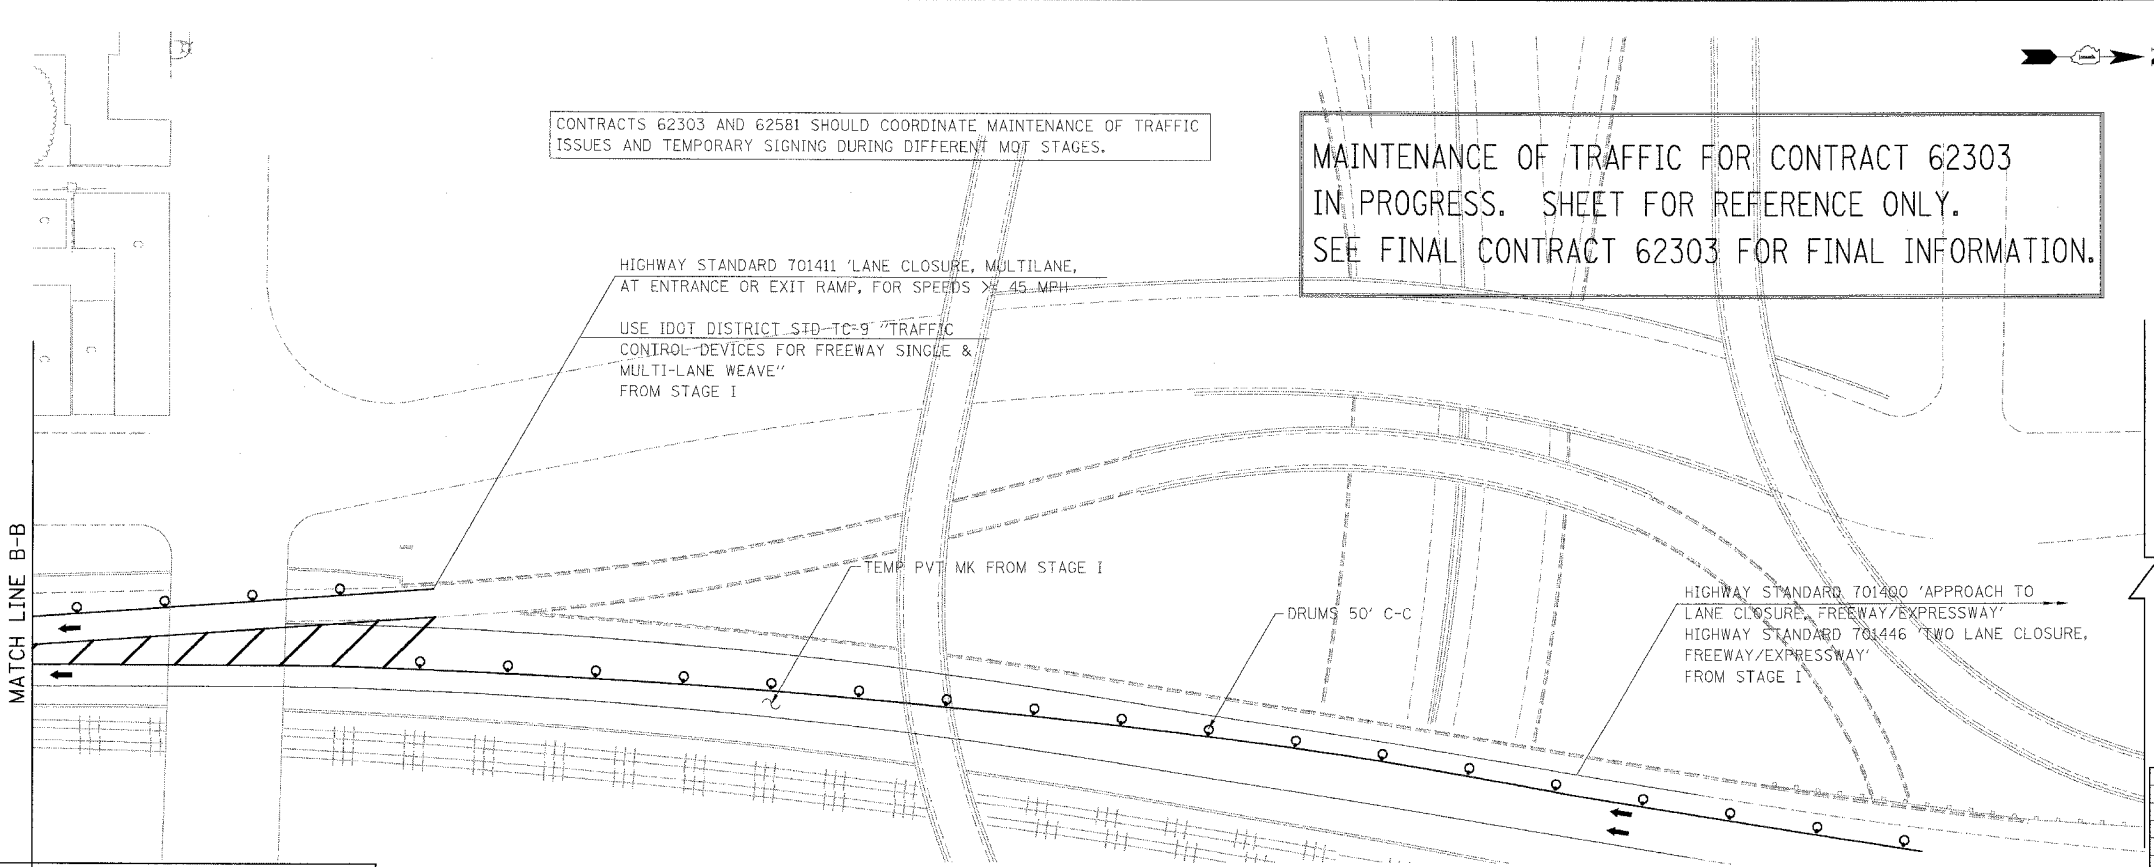 CONTRACTS 62303 AND 62581 SHOULD COORDINATE MAINTENANCE OF TRAFFIC
ISSUES AND TEMPORARY SIGNING DURING DIFFERENT MOT STAGES.
MAINTENANCE OF TRAFFIC FOR CONTRACT 62303
IN PROGRESS. SHEET FOR REFERENCE ONLY.
SEE FINAL CONTRACT 62303 FOR FINAL INFORMATION.
HIGHWAY STANDARD 701411 'LANE CLOSURE, MULTILANE,
AT ENTRANCE OR EXIT RAMP, FOR SPEEDS >= 45 MPH
USE IDOT DISTRICT STD-TC-9 "TRAFFIC
CONTROL DEVICES FOR FREEWAY SINGLE &
MULTI-LANE WEAVE"
FROM STAGE I
MATCH LINE B-B
C
C
C
C
TEMP PVT MK FROM STAGE I
DRUMS 50' C-C
HIGHWAY STANDARD 701400 'APPROACH TO
LANE CLOSURE, FREEWAY/EXPRESSWAY'
HIGHWAY STANDARD 701446 'TWO LANE CLOSURE,
FREEWAY/EXPRESSWAY'
FROM STAGE I